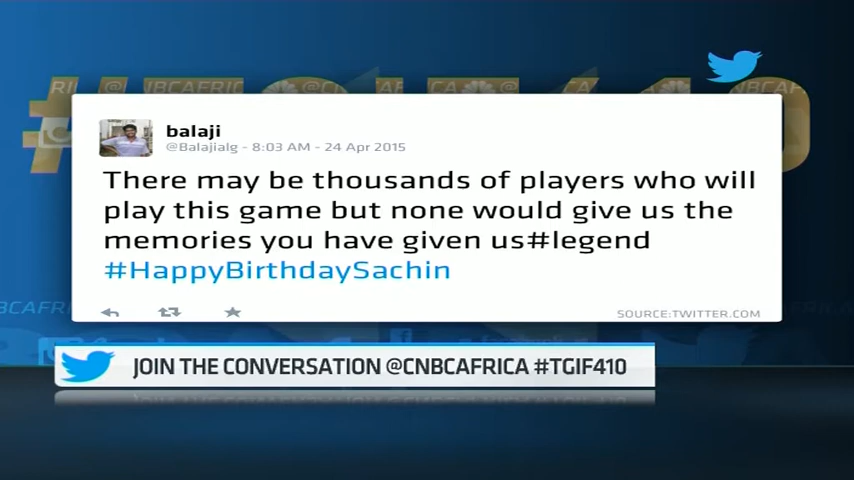 balaji
@Balajialg - 8:03 AM - 24 Apr 2015
There may be thousands of players who will
play this game but none would give us the
memories you have given us#legend
#HappyBirthdaySachin
SOURCE:TWITTER.COM
JOIN THE CONVERSATION @CNBCAFRICA #TGIF410